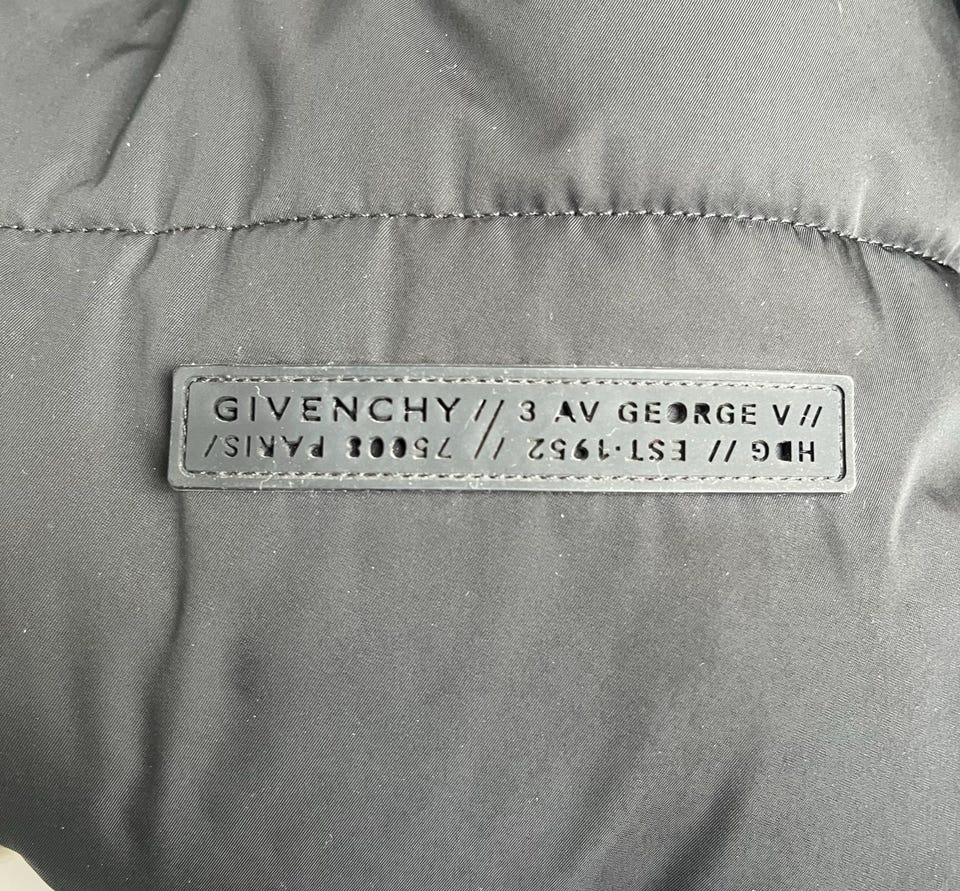 GIVENCHY // 3 AV GEORGE V//
HDG // EST·1952 // 75008 PARIS/